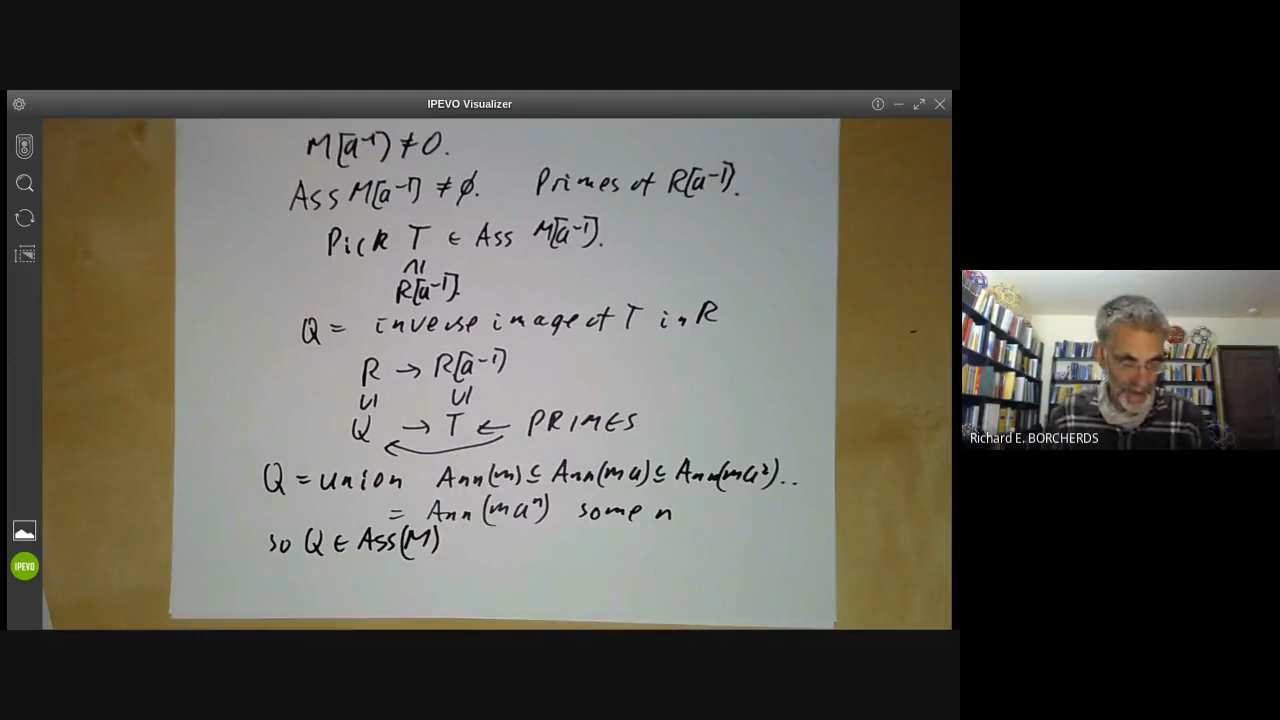 IPEVO Visualizer
M[a⁻¹] ≠ 0.
Ass M[a⁻¹] ≠ ∅. Primes of R[a⁻¹].
Pick T ∈ Ass M[a⁻¹].
∩|
R[a⁻¹].
Q = inverse image of T in R
R → R[a⁻¹]
∪| ∪|
Q → T ← PRIMES
Q = union Ann(m) ⊆ Ann(ma) ⊆ Ann(ma²)..
= Ann(maⁿ) some n
so Q ∈ Ass(M)
IPEVO
Richard E. BORCHERDS